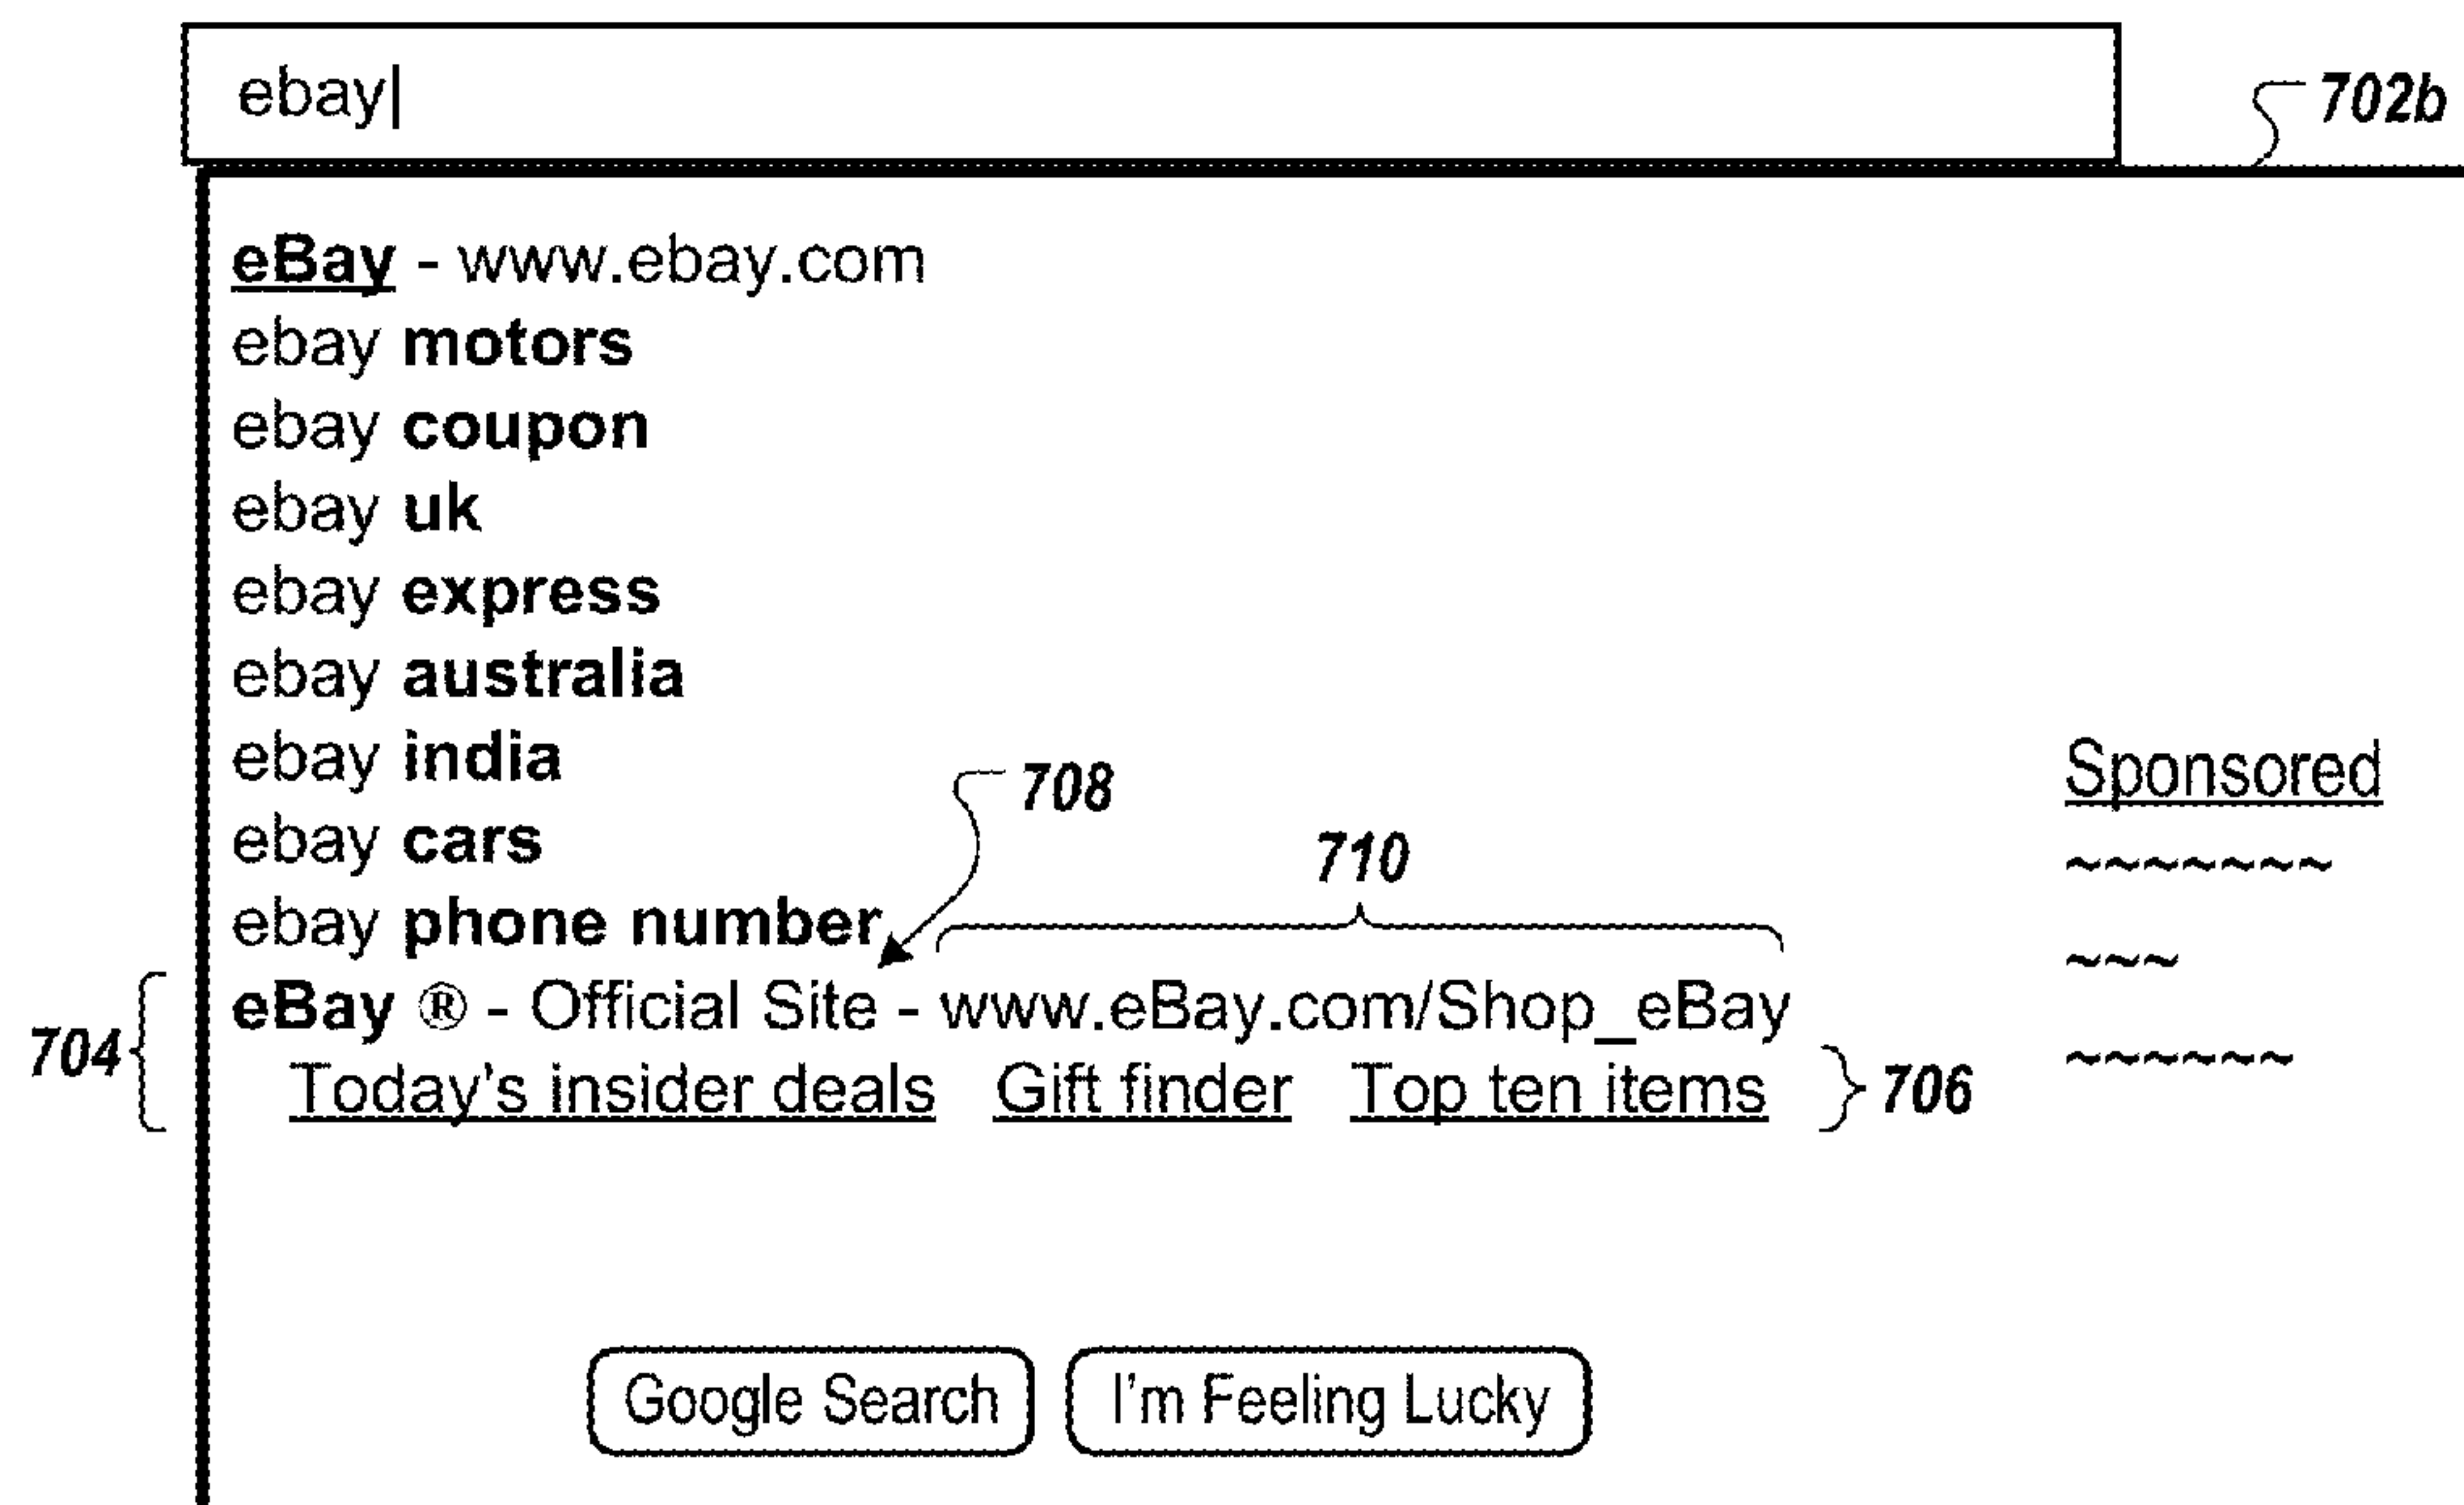 ebay|
702b
eBay - www.ebay.com
ebay motors
ebay coupon
ebay uk
ebay express
ebay australia
ebay india
Sponsored
708
ebay cars
710
~~~~~~~
ebay phone number
~~~
eBay ® - Official Site - www.eBay.com/Shop_eBay
704
~~~~~~
Today's insider deals Gift finder Top ten items
706
Google Search
I'm Feeling Lucky